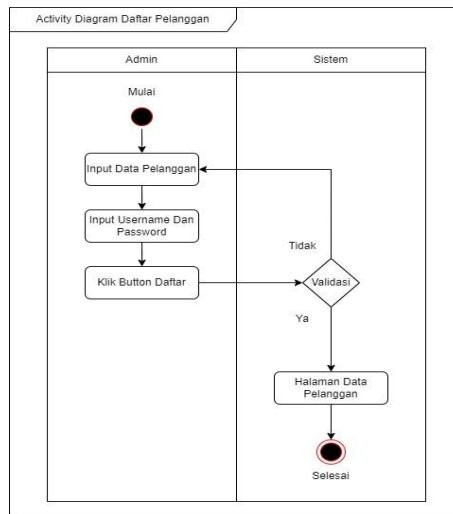 Activity Diagram Daftar Pelanggan
Admin
Sistem
Mulai
Input Data Pelanggan
Input Username Dan
Password
Tidak
Klik Button Daftar
Validasi
Ya
Halaman Data
Pelanggan
Selesai